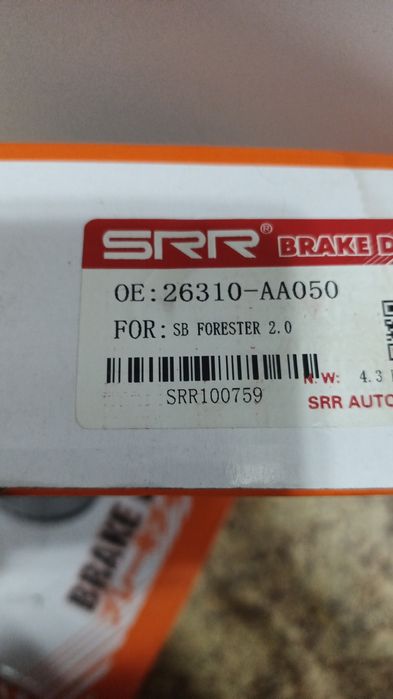 SRR® BRAKE D
OE:26310-AA050
FOR: SB FORESTER 2.0
N.W: 4.3
SRR100759
SRR AUTO
BRAKE